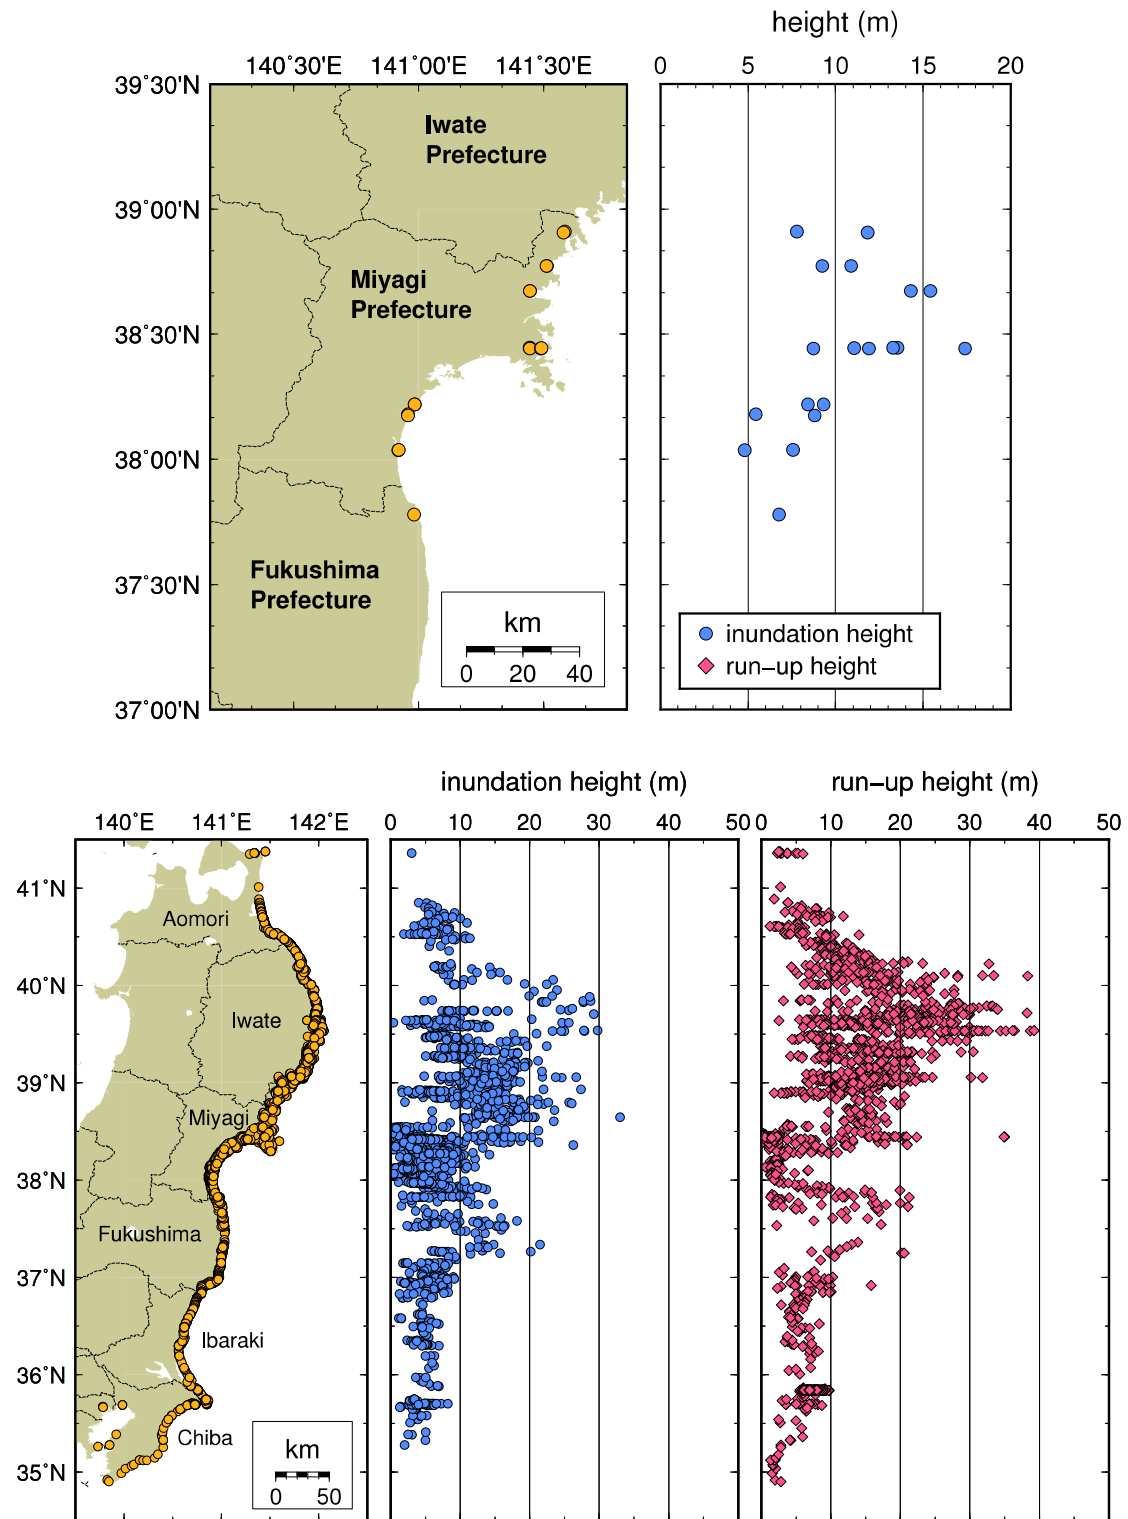 height (m)
140˚30'E 141˚00'E 141˚30'E
0 5 10 15 20
39˚30'N
Iwate
Prefecture
39˚00'N
Miyagi
Prefecture
38˚30'N
38˚00'N
Fukushima
Prefecture
37˚30'N
km
0 20 40
inundation height
run−up height
37˚00'N
inundation height (m)
run−up height (m)
140˚E 141˚E 142˚E
0 10 20 30 40 50
0 10 20 30 40 50
41˚N
Aomori
40˚N
Iwate
39˚N
Miyagi
38˚N
Fukushima
37˚N
Ibaraki
36˚N
Chiba
km
0 50
35˚N